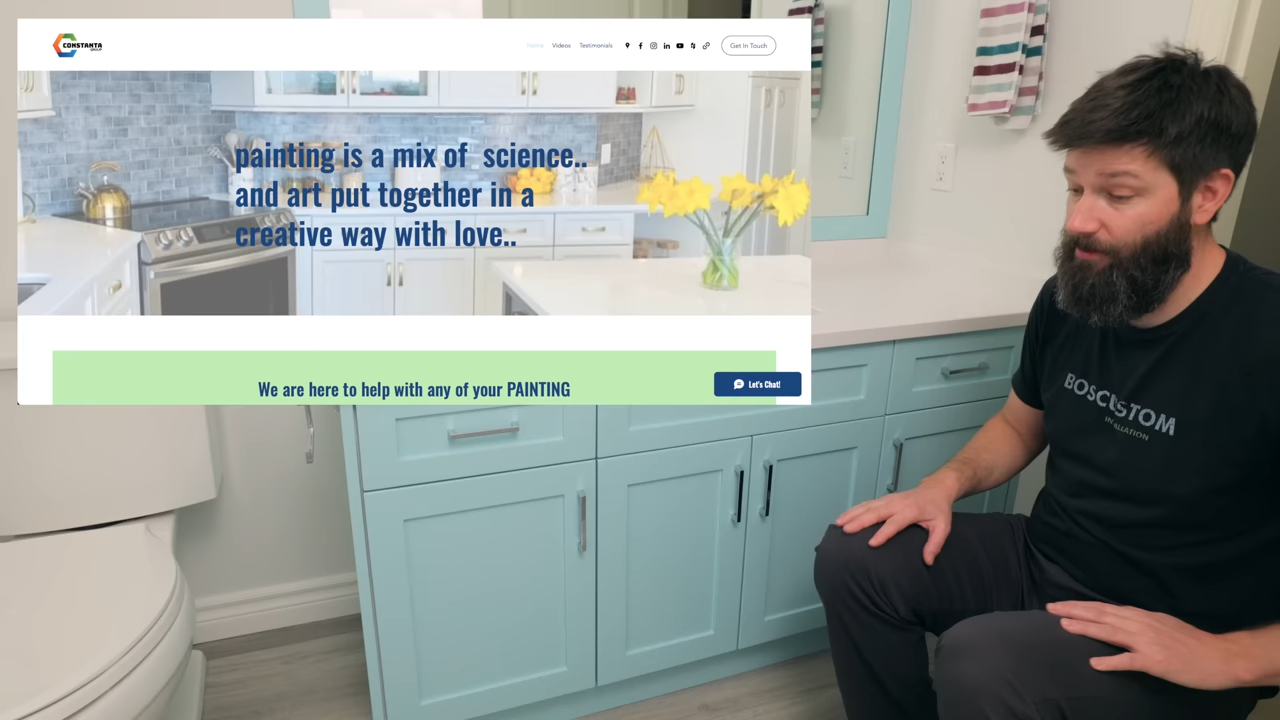 CONSTANTA
GROUP
Home Videos Testimonials Get In Touch
painting is a mix of science..
and art put together in a
creative way with love..
We are here to help with any of your PAINTING
Let's Chat!
BOSCUSTOM